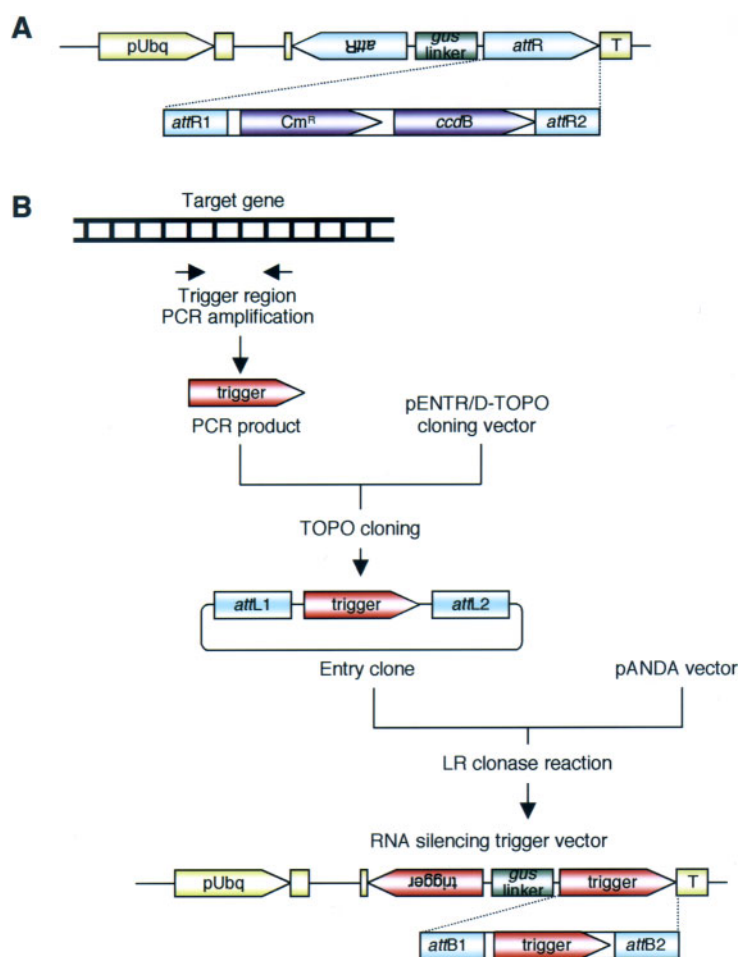 A
pUbq
attR
gus
linker
attR
T
attR1
CmR
ccdB
attR2
B
Target gene
Trigger region
PCR amplification
trigger
PCR product
pENTR/D-TOPO
cloning vector
TOPO cloning
attL1
trigger
attL2
Entry clone
pANDA vector
LR clonase reaction
RNA silencing trigger vector
pUbq
trigger
gus
linker
trigger
T
attB1
trigger
attB2